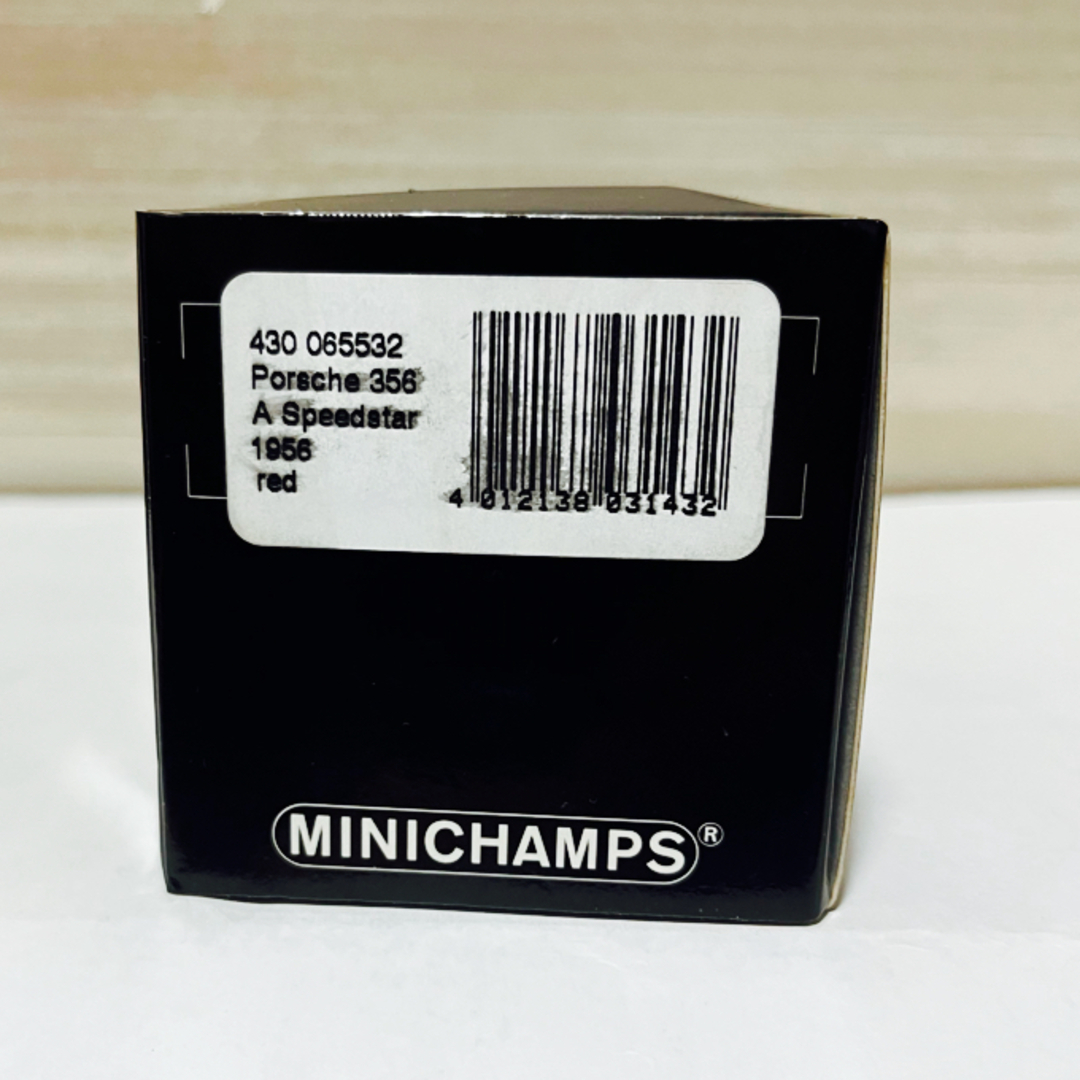 430 065532
Porsche 356
A Speedstar
1956
red
4 012138 031432
MINICHAMPS®